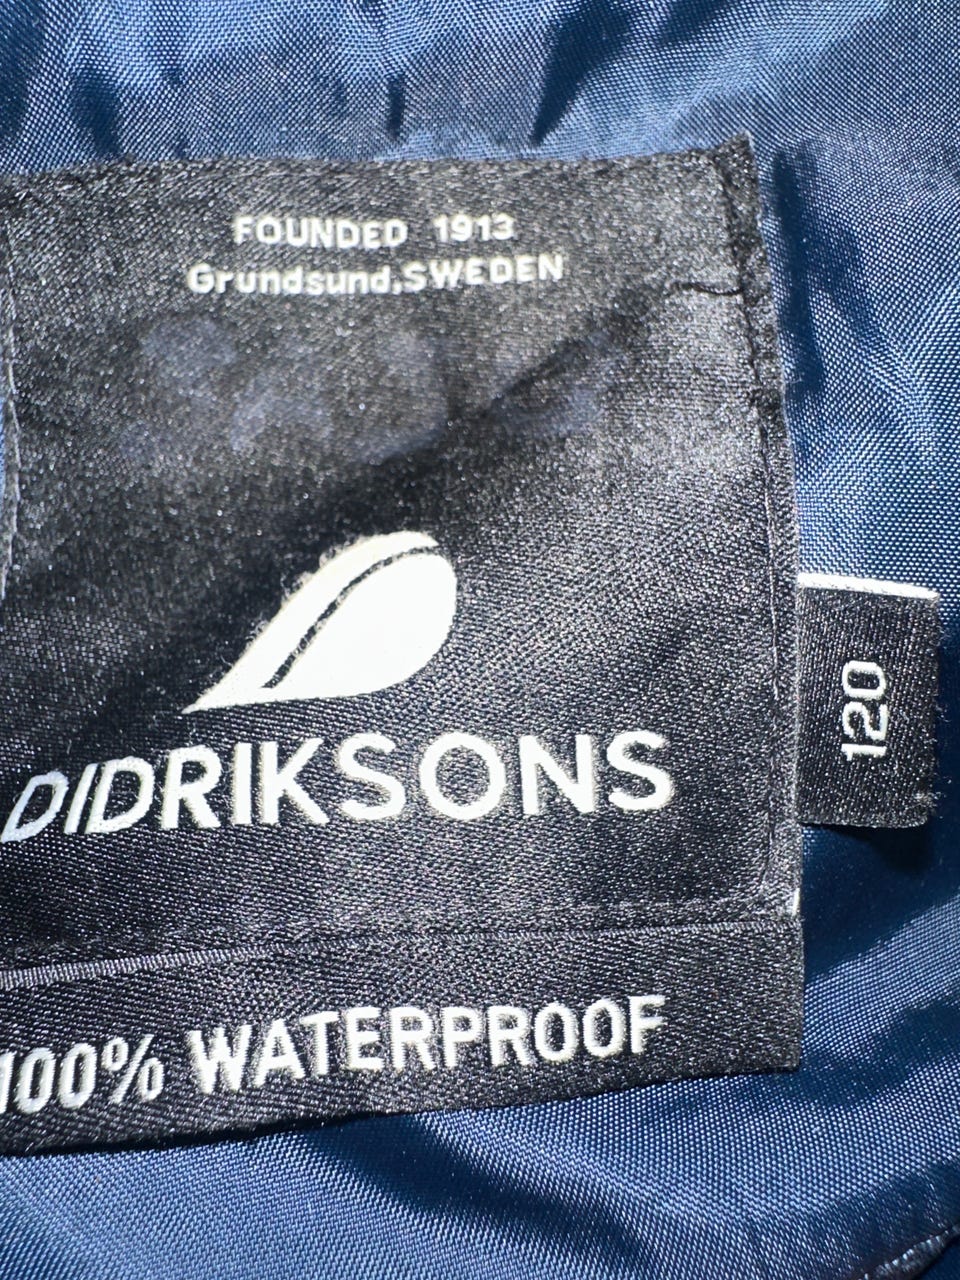 FOUNDED 1913
Grundsund, SWEDEN
DIDRIKSONS
120
100% WATERPROOF